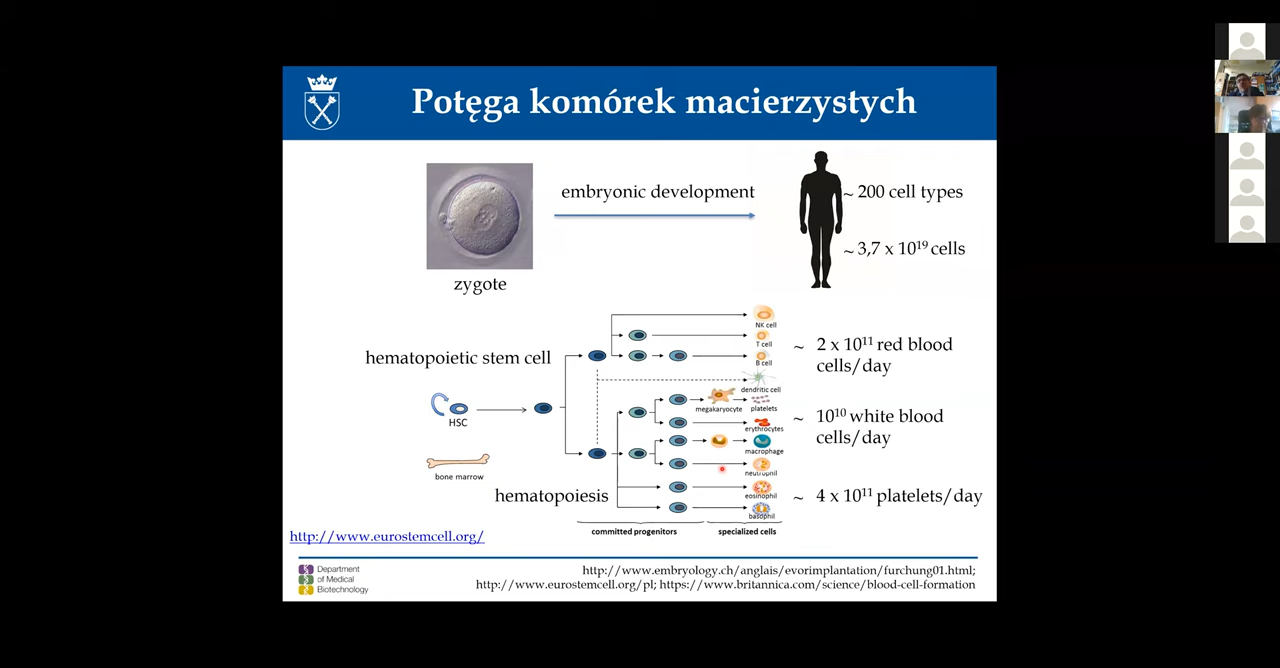 Potęga komórek macierzystych
embryonic development
~ 200 cell types
~ 3,7 x 10¹⁹ cells
zygote
hematopoietic stem cell
HSC
bone marrow
hematopoiesis
NK cell
T cell
B cell
dendritic cell
megakaryocyte
platelets
erythrocytes
macrophage
neutrophil
eosinophil
basophil
committed progenitors
specialized cells
~ 2 x 10¹¹ red blood
cells/day
~ 10¹⁰ white blood
cells/day
~ 4 x 10¹¹ platelets/day
http://www.eurostemcell.org/
Department
of Medical
Biotechnology
http://www.embryology.ch/anglais/evorimplantation/furchung01.html;
http://www.eurostemcell.org/pl; https://www.britannica.com/science/blood-cell-formation